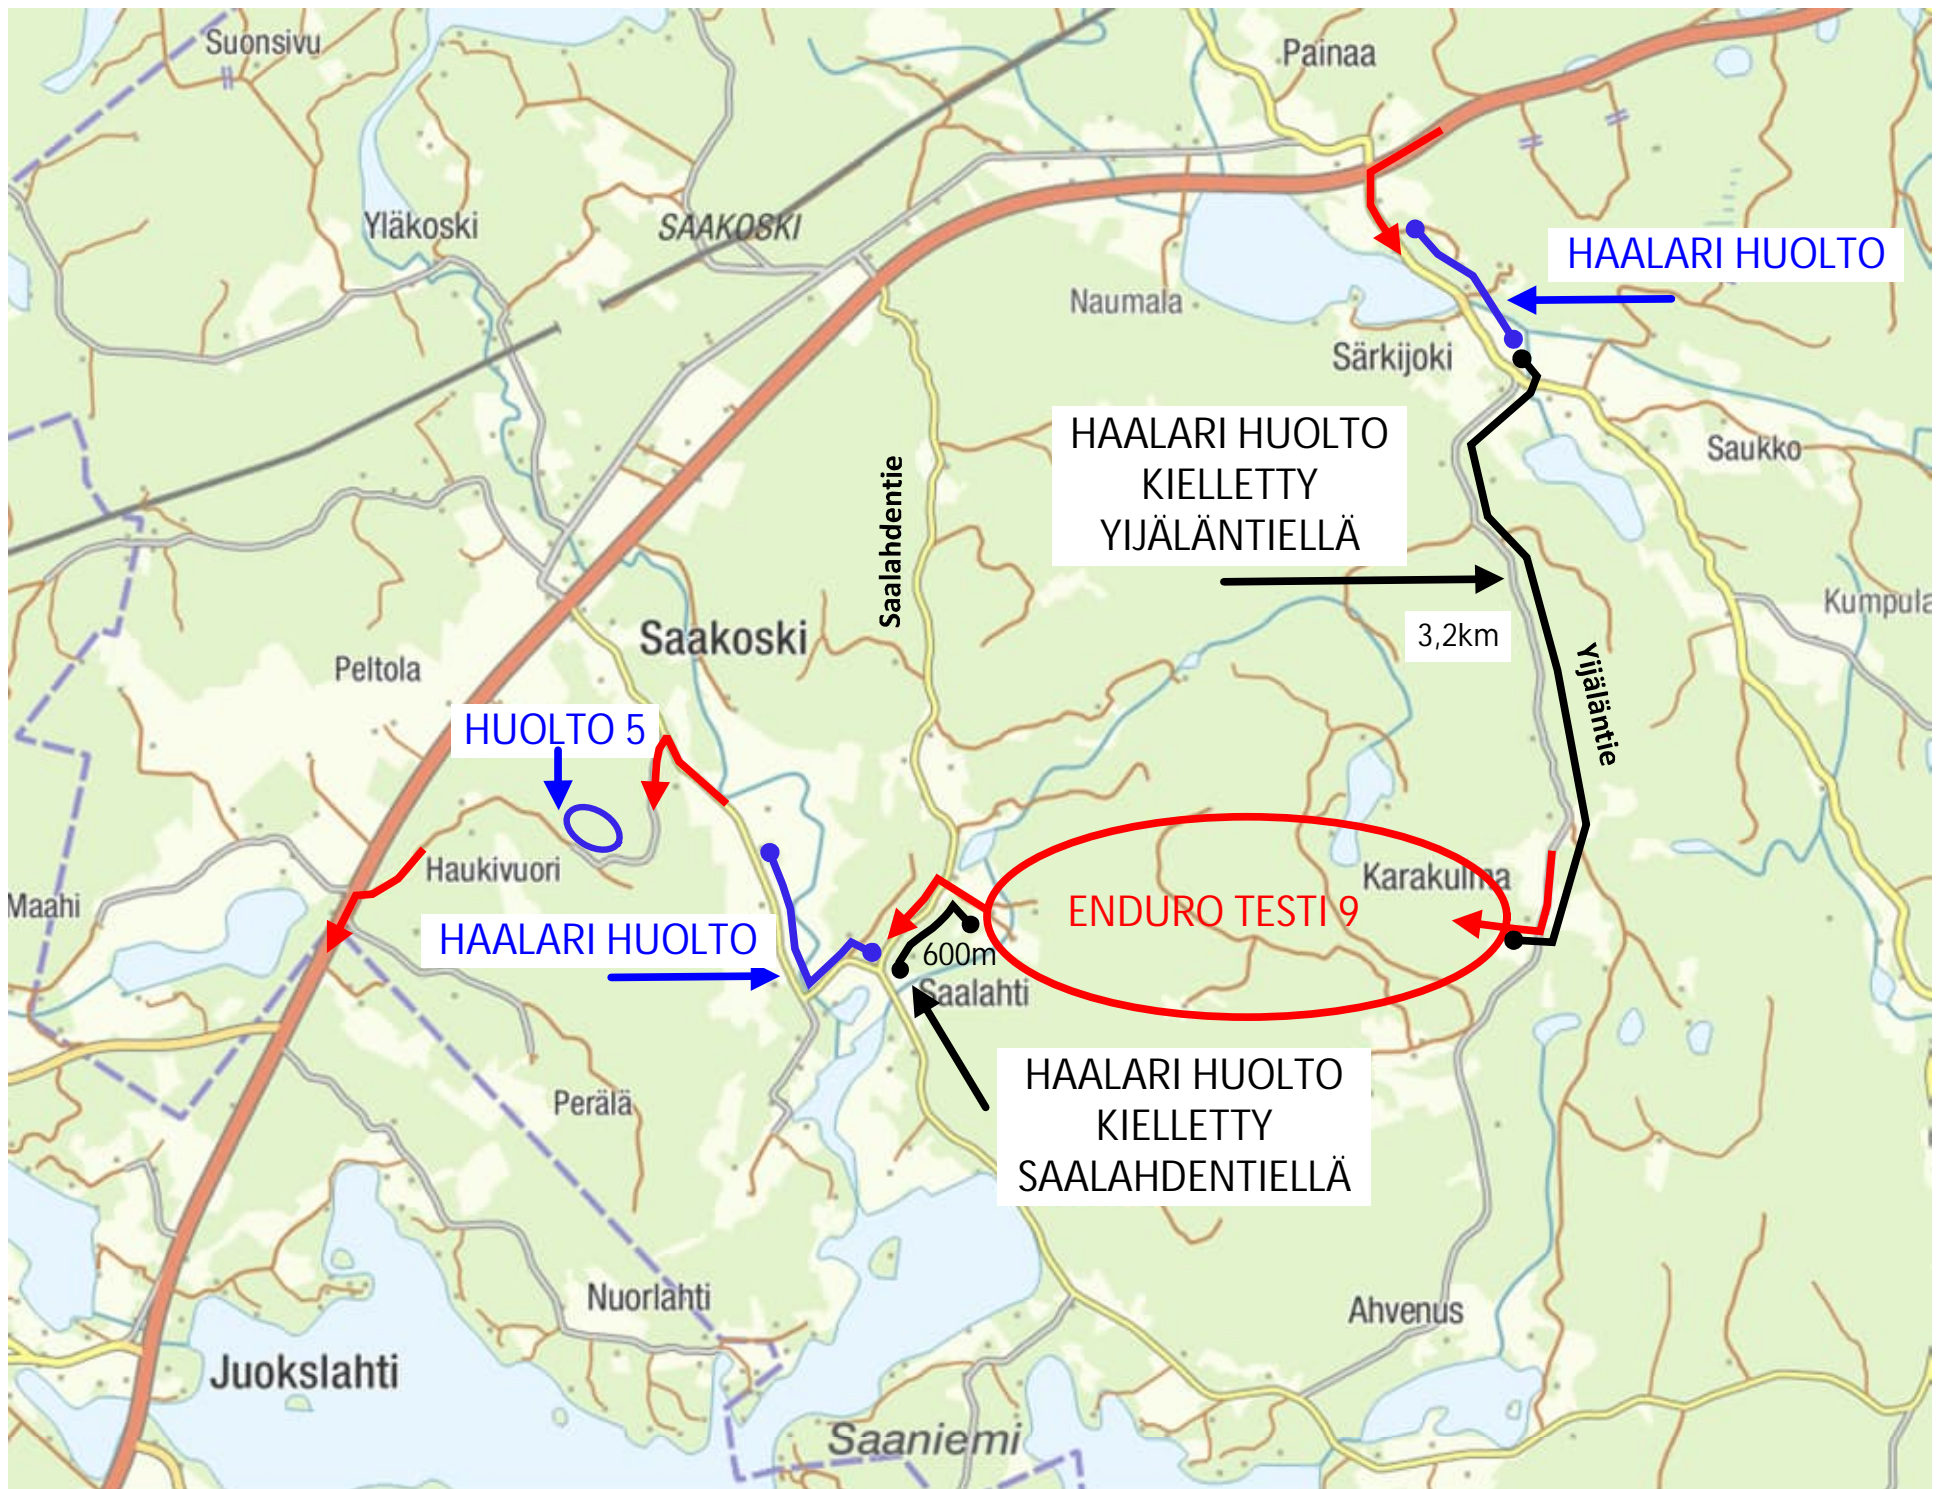 Suonsivu
Painaa
Yläkoski
SAAKOSKI
HAALARI HUOLTO
Naumala
Särkijoki
HAALARI HUOLTO
KIELLETTY
YIJÄLÄNTIELLÄ
Saukko
Saalahdentie
3,2km
Kumpula
Saakoski
Peltola
Yijäläntie
HUOLTO 5
Haukivuori
Karakulma
Maahi
ENDURO TESTI 9
HAALARI HUOLTO
600m
Saalahti
HAALARI HUOLTO
KIELLETTY
SAALAHDENTIELLÄ
Perälä
Nuorlahti
Ahvenus
Juokslahti
Saaniemi